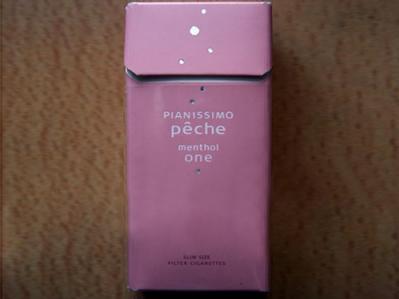 PIANISSIMO
pêche
menthol
one
SLIM SIZE
FILTER CIGARETTES